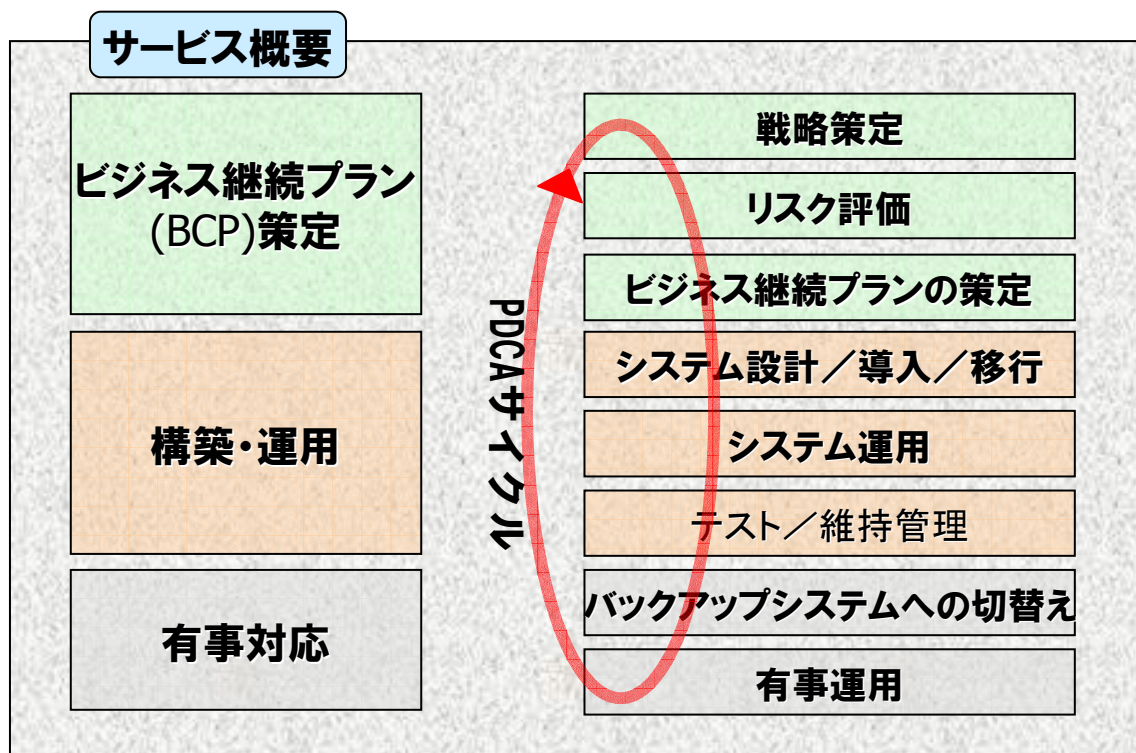 サービス概要
ビジネス継続プラン
(BCP)策定
構築・運用
有事対応
PDCAサイクル
戦略策定
リスク評価
ビジネス継続プランの策定
システム設計／導入／移行
システム運用
テスト／維持管理
バックアップシステムへの切替え
有事運用